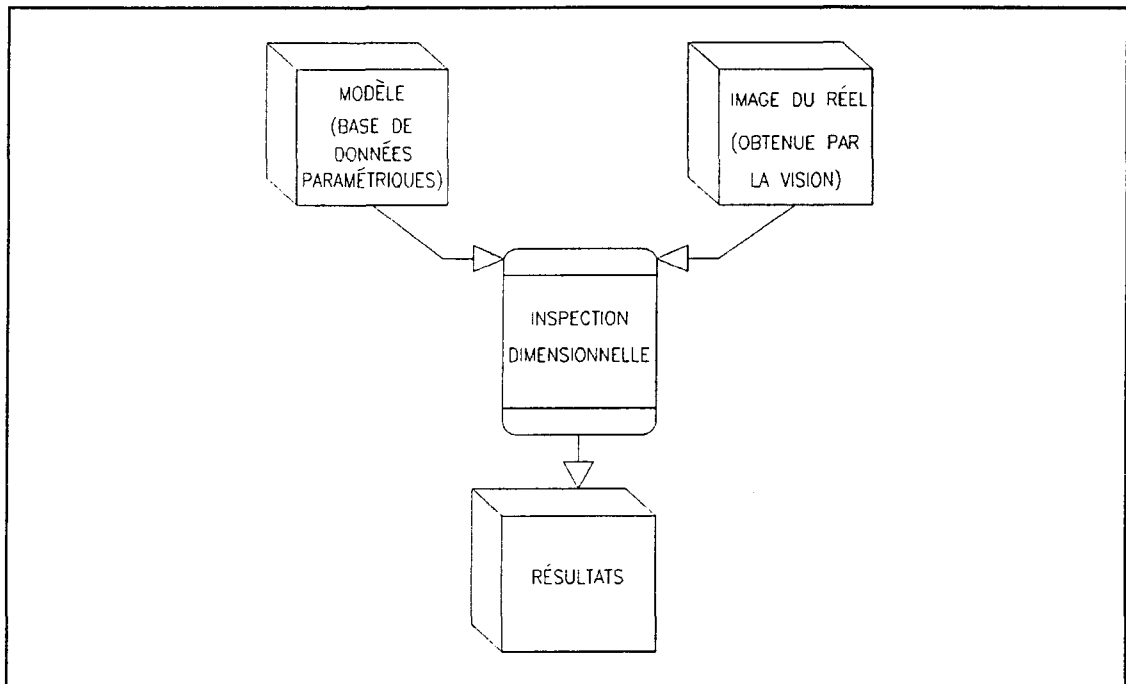 MODÈLE
(BASE DE
DONNÉES
PARAMÉTRIQUES)
IMAGE DU RÉEL
(OBTENUE PAR
LA VISION)
INSPECTION
DIMENSIONNELLE
RÉSULTATS